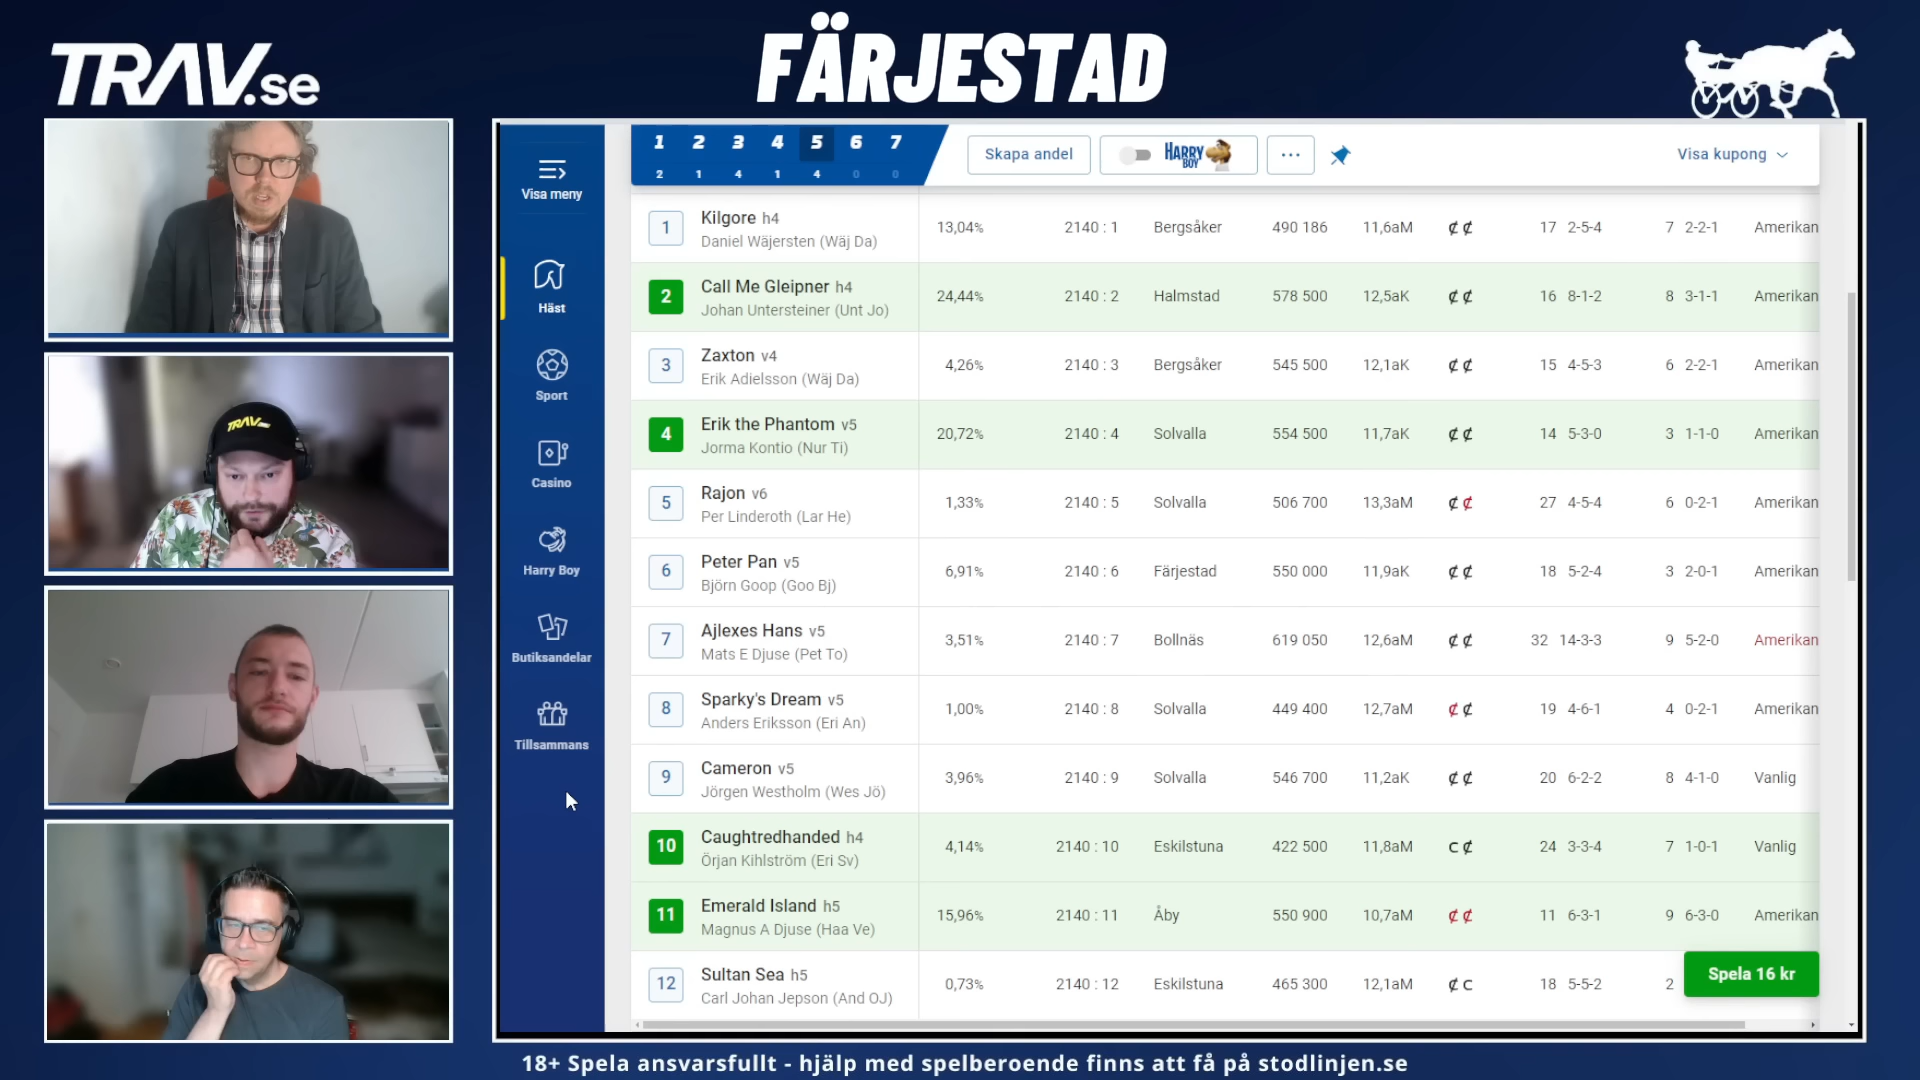 TRAV.se
FÄRJESTAD
TRAV.se
Visa meny
Häst
Sport
Casino
Harry Boy
Butiksandelar
Tillsammans
1 2 3 4 5 6 7
2 1 4 1 4 0 0
Skapa andel
HARRY BOY
...
Visa kupong
1 Kilgore h4 13,04% 2140 : 1 Bergsåker 490 186 11,6aM ¢ ¢ 17 2-5-4 7 2-2-1 Amerikan
Daniel Wäjersten (Wäj Da)
2 Call Me Gleipner h4 24,44% 2140 : 2 Halmstad 578 500 12,5aK ¢ ¢ 16 8-1-2 8 3-1-1 Amerikan
Johan Untersteiner (Unt Jo)
3 Zaxton v4 4,26% 2140 : 3 Bergsåker 545 500 12,1aK ¢ ¢ 15 4-5-3 6 2-2-1 Amerikan
Erik Adielsson (Wäj Da)
4 Erik the Phantom v5 20,72% 2140 : 4 Solvalla 554 500 11,7aK ¢ ¢ 14 5-3-0 3 1-1-0 Amerikan
Jorma Kontio (Nur Ti)
5 Rajon v6 1,33% 2140 : 5 Solvalla 506 700 13,3aM ¢ ¢ 27 4-5-4 6 0-2-1 Amerikan
Per Linderoth (Lar He)
6 Peter Pan v5 6,91% 2140 : 6 Färjestad 550 000 11,9aK ¢ ¢ 18 5-2-4 3 2-0-1 Amerikan
Björn Goop (Goo Bj)
7 Ajlexes Hans v5 3,51% 2140 : 7 Bollnäs 619 050 12,6aM ¢ ¢ 32 14-3-3 9 5-2-0 Amerikan
Mats E Djuse (Pet To)
8 Sparky's Dream v5 1,00% 2140 : 8 Solvalla 449 400 12,7aM ¢ ¢ 19 4-6-1 4 0-2-1 Amerikan
Anders Eriksson (Eri An)
9 Cameron v5 3,96% 2140 : 9 Solvalla 546 700 11,2aK ¢ ¢ 20 6-2-2 8 4-1-0 Vanlig
Jörgen Westholm (Wes Jö)
10 Caughtredhanded h4 4,14% 2140 : 10 Eskilstuna 422 500 11,8aM c ¢ 24 3-3-4 7 1-0-1 Vanlig
Örjan Kihlström (Eri Sv)
11 Emerald Island h5 15,96% 2140 : 11 Åby 550 900 10,7aM ¢ ¢ 11 6-3-1 9 6-3-0 Amerikan
Magnus A Djuse (Haa Ve)
12 Sultan Sea h5 0,73% 2140 : 12 Eskilstuna 465 300 12,1aM ¢ c 18 5-5-2 2
Carl Johan Jepson (And OJ)
Spela 16 kr
18+ Spela ansvarsfullt - hjälp med spelberoende finns att få på stodlinjen.se